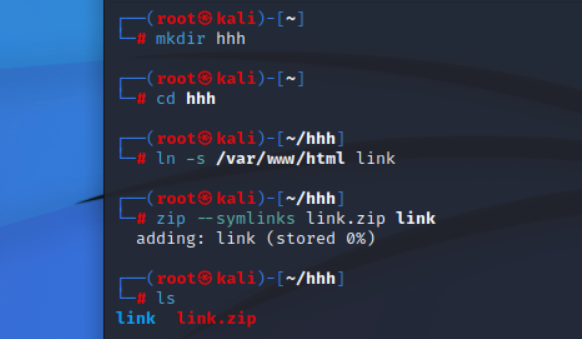 ┌──(root㉿kali)-[~]
└─# mkdir hhh
┌──(root㉿kali)-[~]
└─# cd hhh
┌──(root㉿kali)-[~/hhh]
└─# ln -s /var/www/html link
┌──(root㉿kali)-[~/hhh]
└─# zip --symlinks link.zip link
  adding: link (stored 0%)
┌──(root㉿kali)-[~/hhh]
└─# ls
link  link.zip